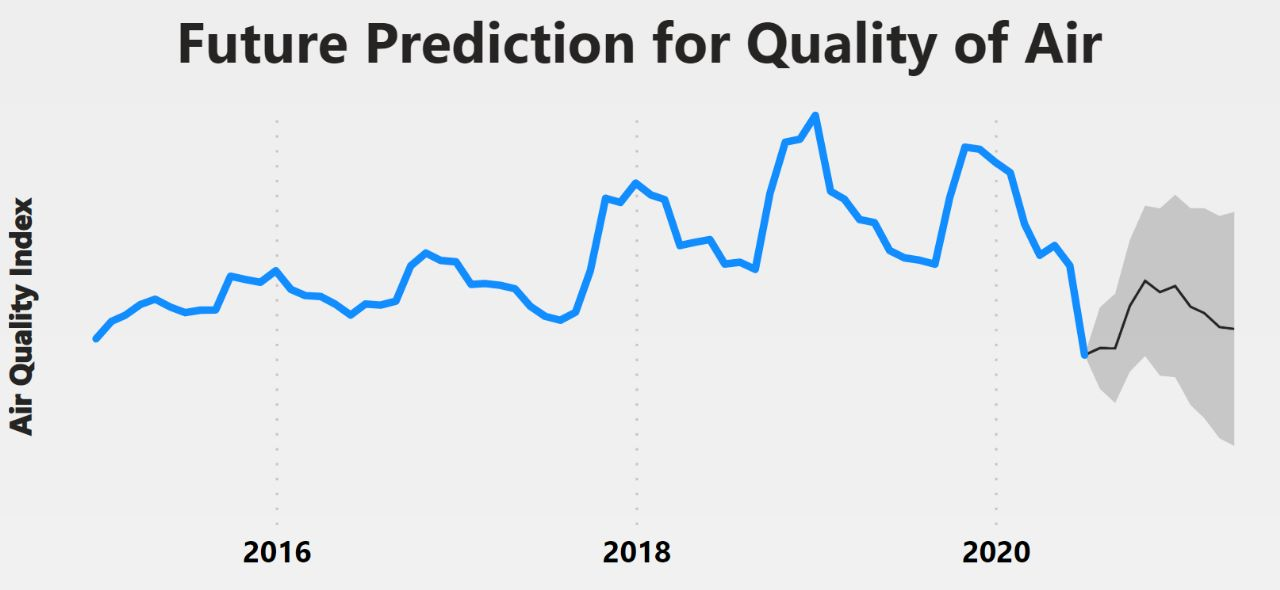 Future Prediction for Quality of Air
Air Quality Index
2016
2018
2020